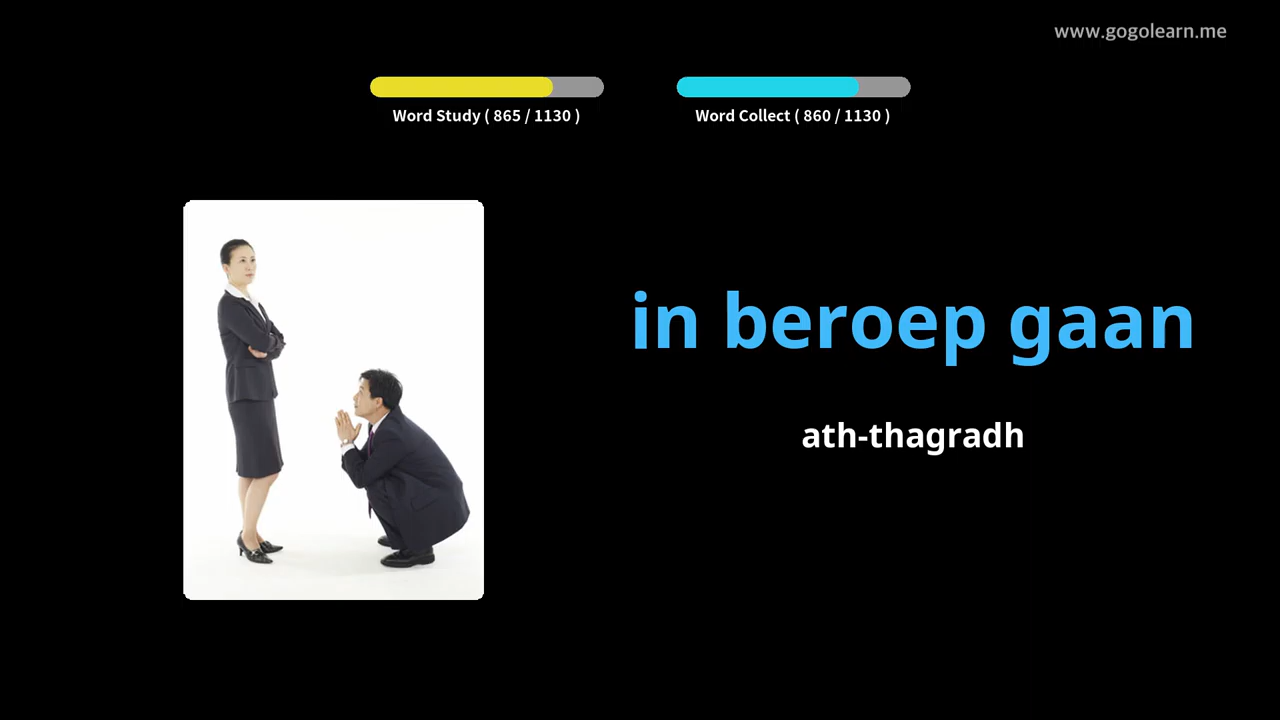 www.gogolearn.me
Word Study ( 865 / 1130 )
Word Collect ( 860 / 1130 )
in beroep gaan
ath-thagradh